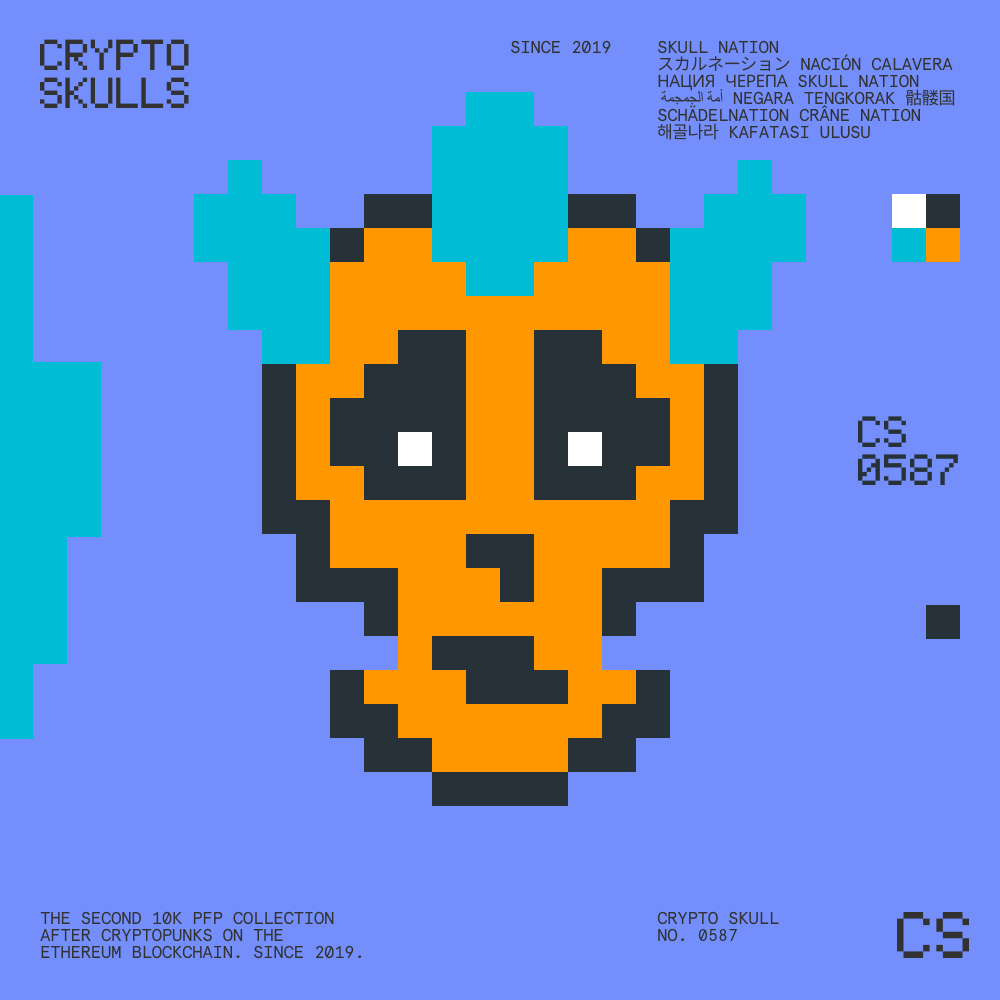 CRYPTO
SKULLS
SINCE 2019
SKULL NATION
スカルネーション NACIÓN CALAVERA
НАЦИЯ ЧЕРЕПА SKULL NATION
أمة الجمجمة NEGARA TENGKORAK 骷髅国
SCHÄDELNATION CRÂNE NATION
해골나라 KAFATASI ULUSU
CS
0587
THE SECOND 10K PFP COLLECTION
AFTER CRYPTOPUNKS ON THE
ETHEREUM BLOCKCHAIN. SINCE 2019.
CRYPTO SKULL
NO. 0587
CS